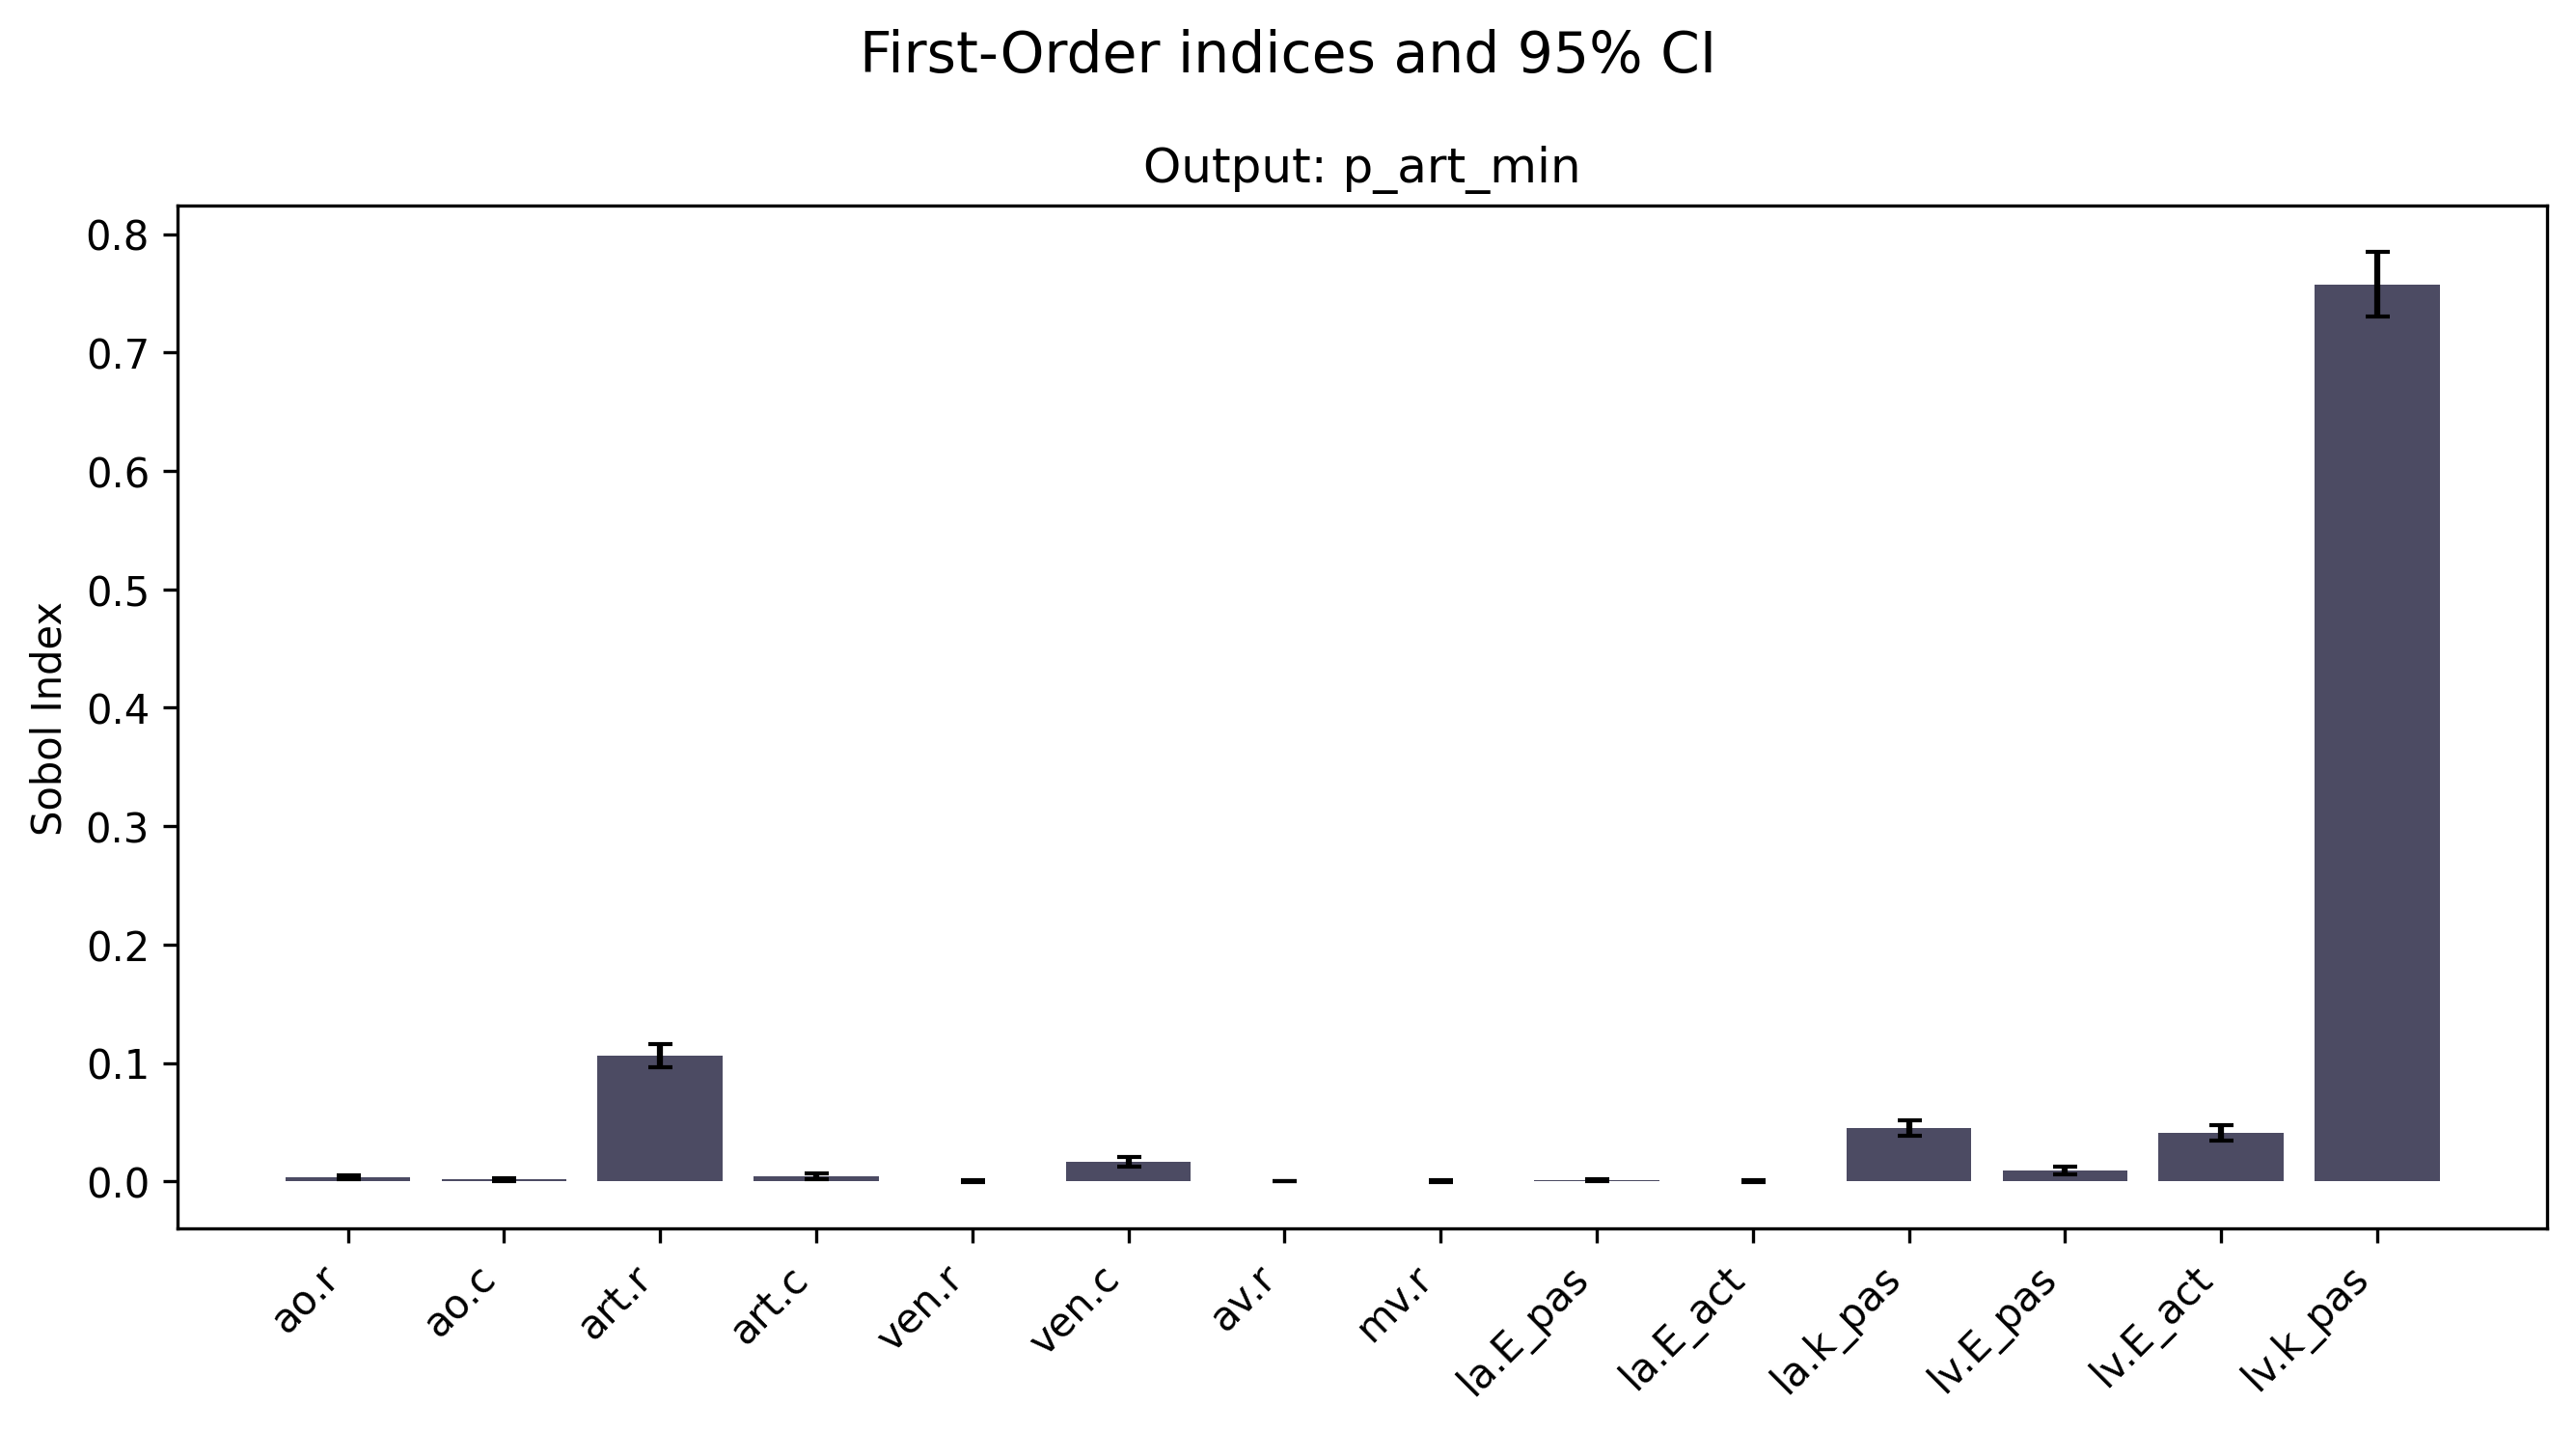 First-Order indices and 95% CI
Output: p_art_min
Sobol Index
0.8
0.7
0.6
0.5
0.4
0.3
0.2
0.1
0.0
ao.r
ao.c
art.r
art.c
ven.r
ven.c
av.r
mv.r
la.E_pas
la.E_act
la.k_pas
lv.E_pas
lv.E_act
lv.k_pas